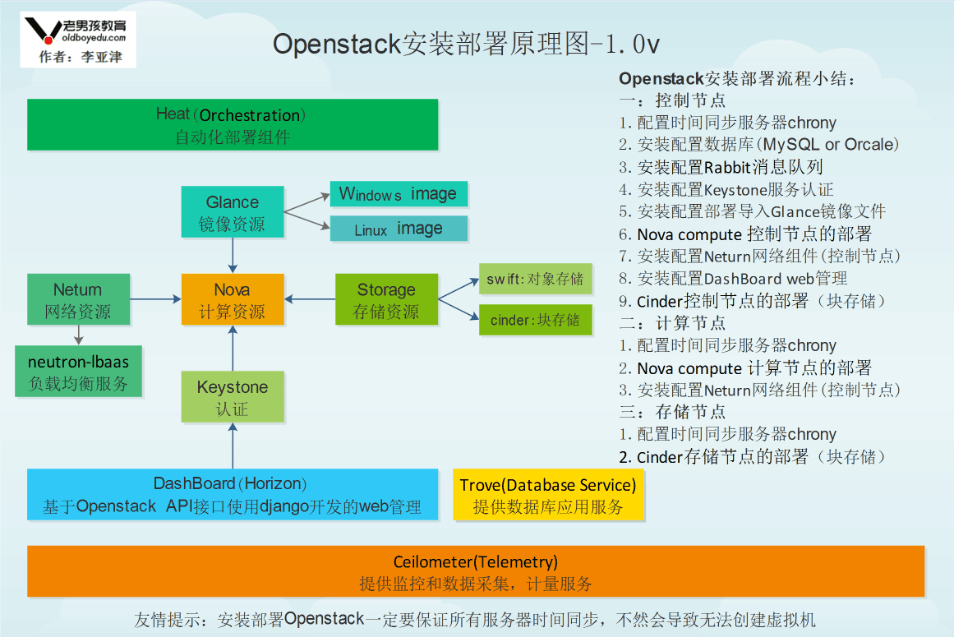 老男孩教育
oldboyedu.com
作者：李亚津
Openstack安装部署原理图-1.0v
Heat（Orchestration）
自动化部署组件
Glance
镜像资源
Windows image
Linux image
Neturn
网络资源
Nova
计算资源
Storage
存储资源
swift:对象存储
cinder:块存储
neutron-lbaas
负载均衡服务
Keystone
认证
DashBoard(Horizon)
基于Openstack API接口使用django开发的web管理
Trove(Database Service)
提供数据库应用服务
Ceilometer(Telemetry)
提供监控和数据采集，计量服务
Openstack安装部署流程小结：
一：控制节点
1. 配置时间同步服务器chrony
2. 安装配置数据库(MySQL or Orcale)
3. 安装配置Rabbit消息队列
4. 安装配置Keystone服务认证
5. 安装配置部署导入Glance镜像文件
6. Nova compute 控制节点的部署
7. 安装配置Neturn网络组件(控制节点)
8. 安装配置DashBoard web管理
9. Cinder控制节点的部署（块存储）
二：计算节点
1. 配置时间同步服务器chrony
2. Nova compute 计算节点的部署
3. 安装配置Neturn网络组件(控制节点)
三：存储节点
1. 配置时间同步服务器chrony
2. Cinder存储节点的部署（块存储）
友情提示：安装部署Openstack一定要保证所有服务器时间同步，不然会导致无法创建虚拟机